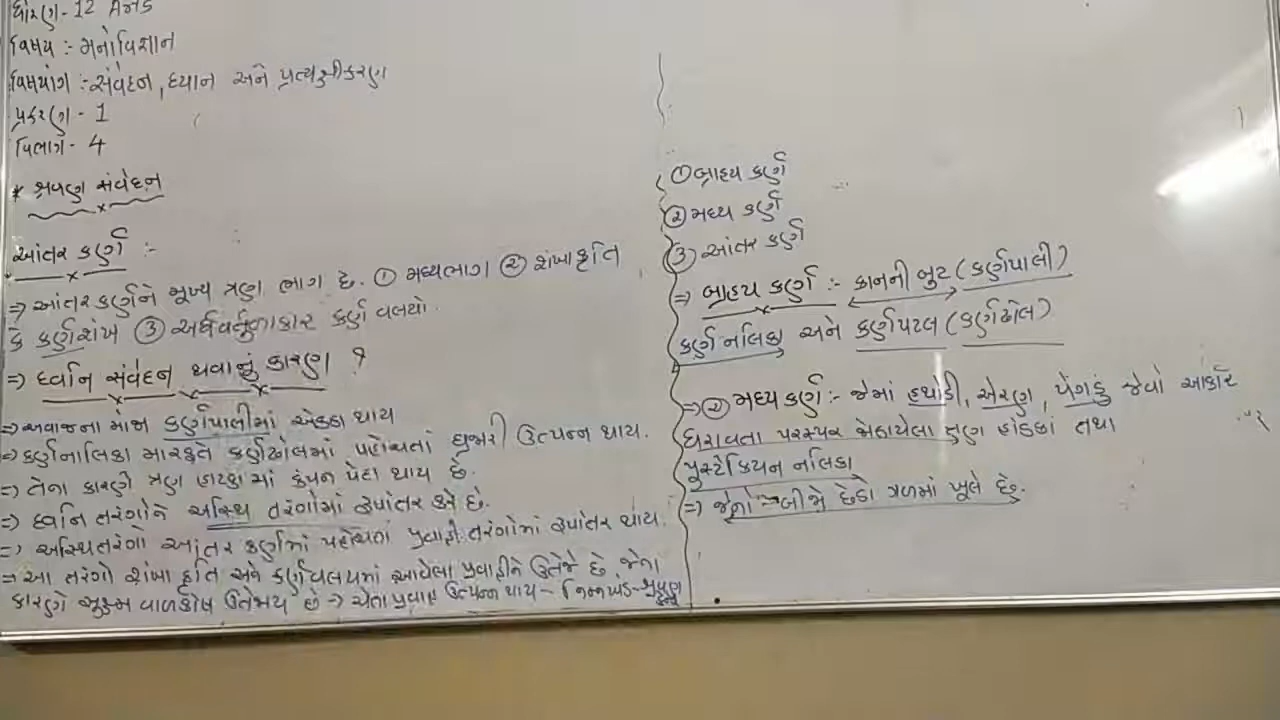 ધોરણ- 12 Arts
વિષય :- મનોવિજ્ઞાન
વિષયાંગ :- સંવેદન, ધ્યાન અને પ્રત્યક્ષીકરણ
પ્રકરણ - 1
વિભાગ- 4
* શ્રવણ સંવેદન
આંતર કર્ણ :-
⇒ આંતર કર્ણને મૂખ્ય ત્રણ ભાગ છે. ① મધ્યભાગ ② શંખાકૃતિ
કે કર્ણશંખ ③ અર્ધવર્તુળાકાર કર્ણ વલયો.
⇒ ધ્વનિ સંવેદન થવાનું કારણ ?
⇒ અવાજના મોજા કર્ણપાલીમાં એકઠા થાય
⇒ કર્ણનાલિકા મારફતે કર્ણઢોલમાં પહોચતાં ધ્રુજારી ઉત્પન્ન થાય.
⇒ તેના કારણે ત્રણ હાડકામાં કંપન પેદા થાય છે.
⇒ ધ્વનિ તરંગોને અસ્થિ તરંગોમાં રૂપાંતર કરે છે.
⇒ અસ્થિતરંગો આંતર કર્ણમાં પહોચતાં પ્રવાહી તરંગોમાં રૂપાંતર થાય.
⇒ આ તરંગો શંખાકૃતિ અને કર્ણવલયમાં આવેલા પ્રવાહીને ઉતેજે છે જેના
કારણે સૂક્ષ્મ વાળકોષ ઉતેજાય છે → ચેતા પ્રવાહ ઉત્પન્ન થાય - નિમ્નખંડ - શ્રવણ
① બ્રાહ્ય કર્ણ
② મધ્ય કર્ણ
③ આંતર કર્ણ
⇒ બ્રાહ્ય કર્ણ :- કાનની બુટ (કર્ણપાલી)
કર્ણ નલિકા અને કર્ણપટલ (કર્ણઢોલ)
⇒ ② મધ્ય કર્ણ :- જેમાં હથોડી, એરણ, પેંગડું જેવો આકાર
ધરાવતા પરસ્પર જોડાયેલા ત્રણ હાડકાં તથા
યુસ્ટેકિયન નલિકા
⇒ જેનો બીજો છેડો ગળમાં ખૂલે છે.